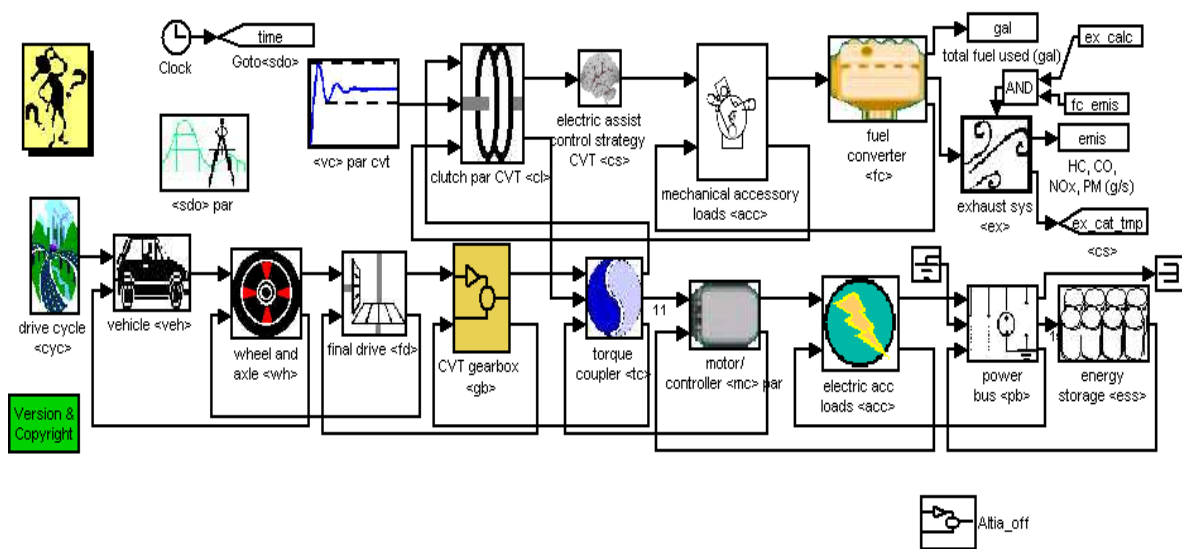 time
Clock
Goto<sdo>
gal
total fuel used (gal)
ex_calc
AND
fc_emis
emis
HC, CO,
NOx, PM (g/s)
ex_cat_tmp
<cs>
exhaust sys
<ex>
fuel
converter
<fc>
mechanical accessory
loads <acc>
electric assist
control strategy
CVT <cs>
clutch par CVT <cl>
<vc> par cvt
<sdo> par
drive cycle
<cyc>
vehicle <veh>
wheel and
axle <wh>
final drive <fd>
CVT gearbox
<gb>
torque
coupler <tc>
11
motor/
controller <mc> par
electric acc
loads <acc>
power
bus <pb>
energy
storage <ess>
Version &
Copyright
Altia_off